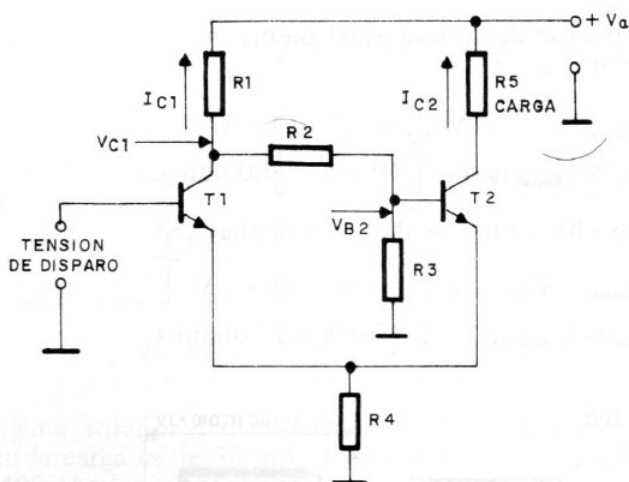 + Va
R1
IC1
R5
CARGA
IC2
VC1
R2
T1
T2
VB2
TENSION
DE DISPARO
R3
R4